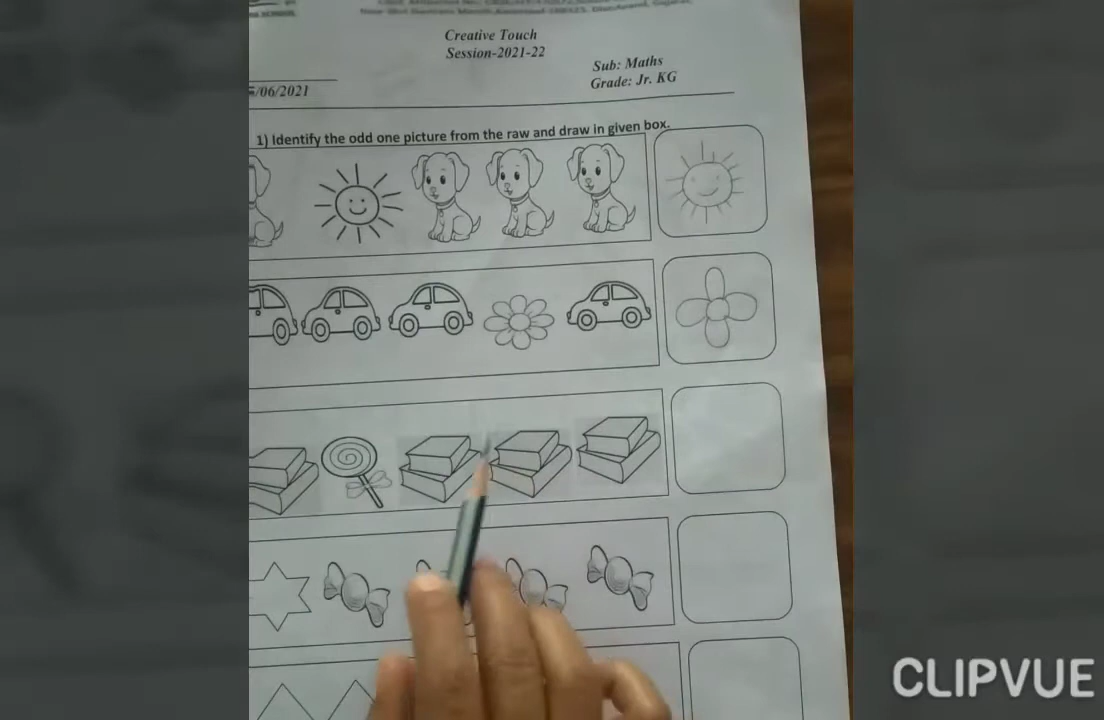 Creative Touch
Session-2021-22
Sub: Maths
Grade: Jr. KG
/06/2021
1) Identify the odd one picture from the raw and draw in given box.
CLIPVUE